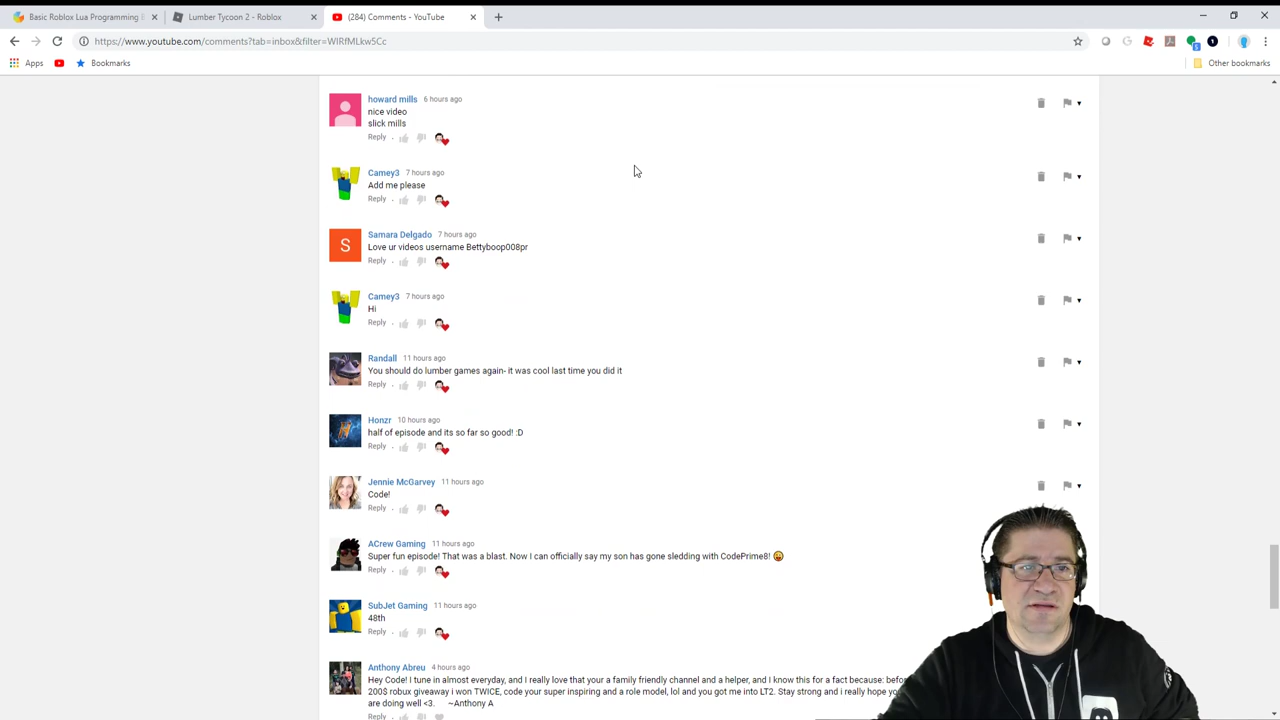 Basic Roblox Lua Programming
Lumber Tycoon 2 - Roblox
(284) Comments - YouTube
https://www.youtube.com/comments?tab=inbox&filter=WIRfMLkw5Cc
Apps
Bookmarks
Other bookmarks
howard mills 6 hours ago
nice video
slick mills
Reply
Camey3 7 hours ago
Add me please
Reply
Samara Delgado 7 hours ago
S
Love ur videos username Bettyboop008pr
Reply
Camey3 7 hours ago
Hi
Reply
Randall 11 hours ago
You should do lumber games again- it was cool last time you did it
Reply
Honzr 10 hours ago
half of episode and its so far so good! :D
Reply
Jennie McGarvey 11 hours ago
Code!
Reply
ACrew Gaming 11 hours ago
Super fun episode! That was a blast. Now I can officially say my son has gone sledding with CodePrime8!
Reply
SubJet Gaming 11 hours ago
48th
Reply
Anthony Abreu 4 hours ago
Hey Code! I tune in almost everyday, and I really love that your a family friendly channel and a helper, and I know this for a fact because:
200$ robux giveaway i won TWICE, code your super inspiring and a role model, lol and you got me into LT2. Stay strong and i really hope
are doing well <3. ~Anthony A
Reply